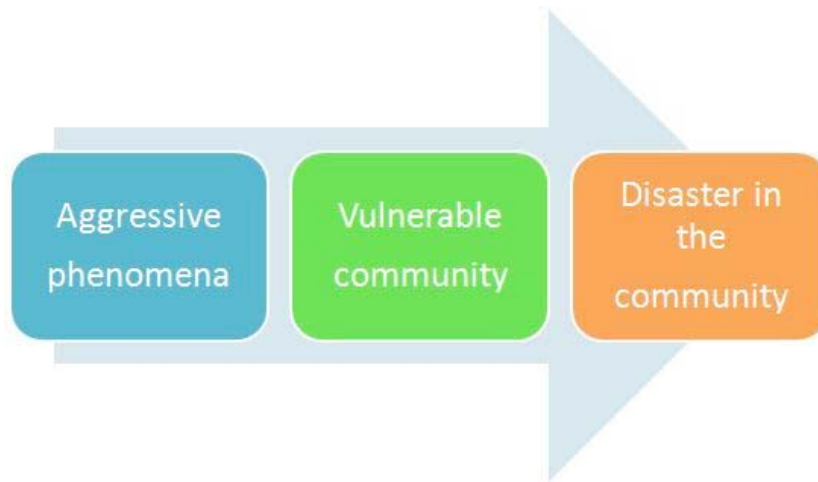 Aggressive
phenomena
Vulnerable
community
Disaster in
the
community